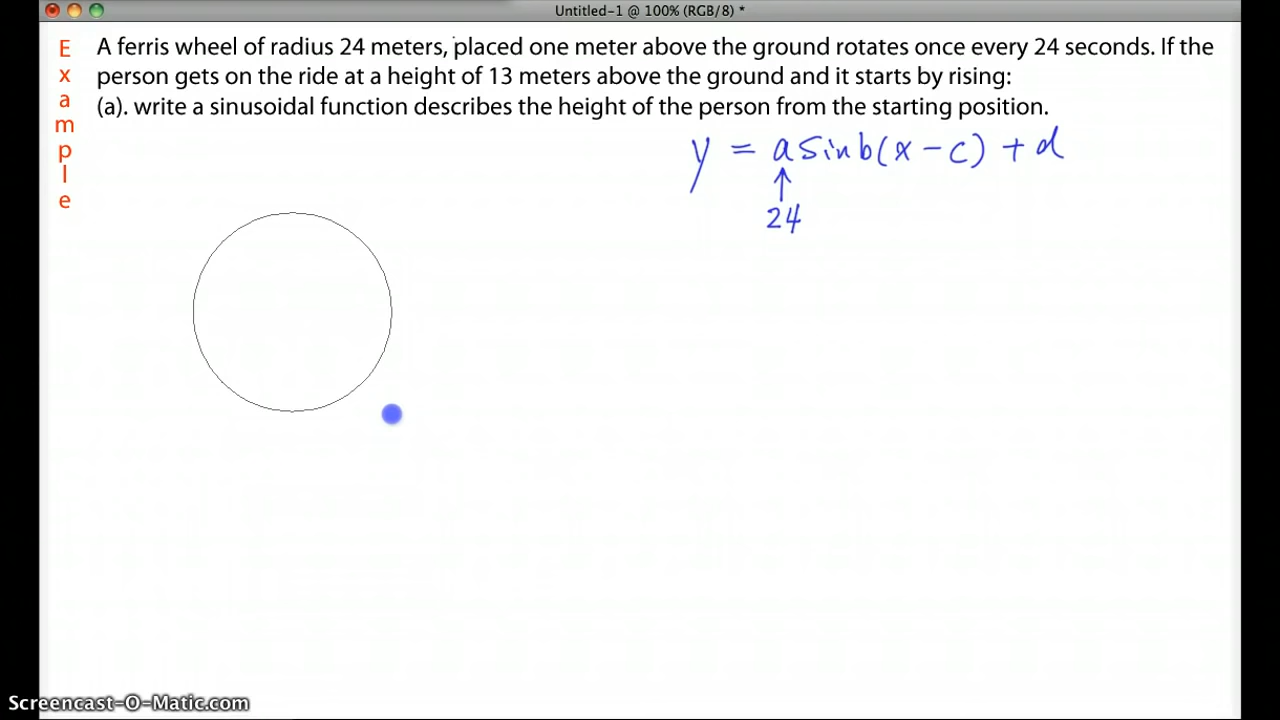 Untitled-1 @ 100% (RGB/8) *
Example
A ferris wheel of radius 24 meters, placed one meter above the ground rotates once every 24 seconds. If the
person gets on the ride at a height of 13 meters above the ground and it starts by rising:
(a). write a sinusoidal function describes the height of the person from the starting position.
y = a sin b(x - c) + d
24
Screencast-O-Matic.com